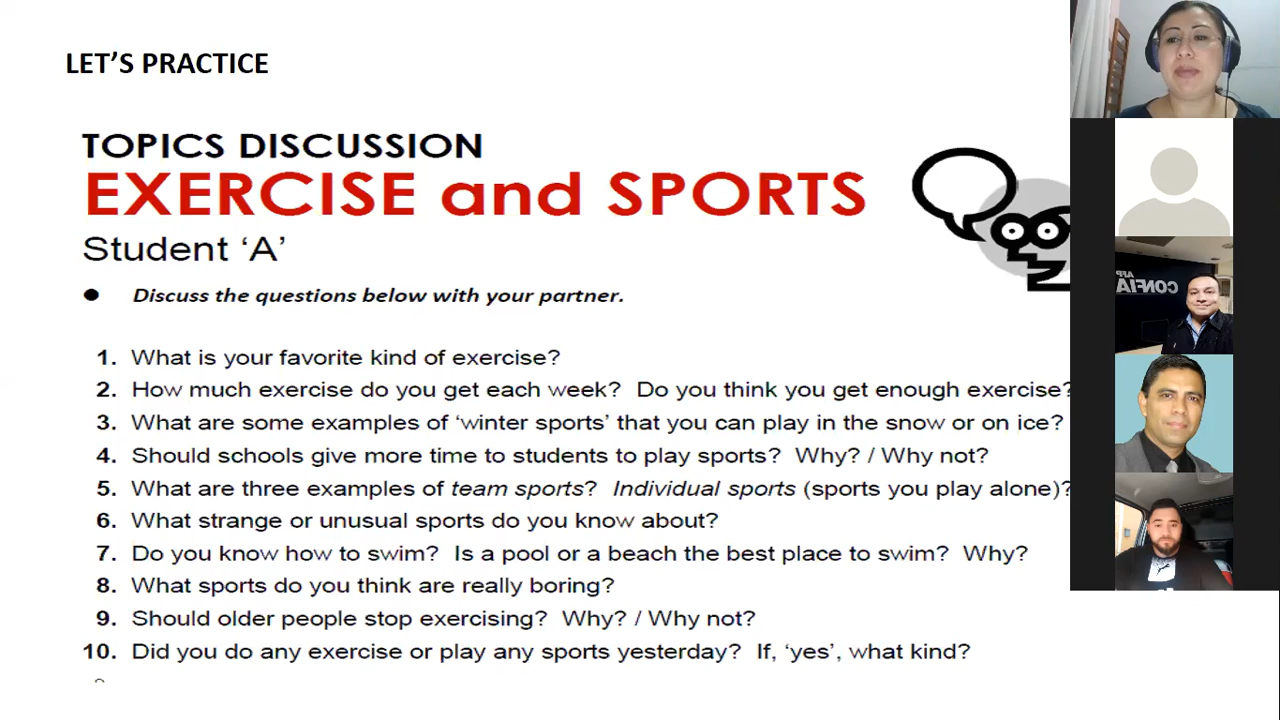 LET'S PRACTICE
TOPICS DISCUSSION
EXERCISE and SPORTS
Student 'A'
● Discuss the questions below with your partner.
1. What is your favorite kind of exercise?
2. How much exercise do you get each week? Do you think you get enough exercise?
3. What are some examples of 'winter sports' that you can play in the snow or on ice?
4. Should schools give more time to students to play sports? Why? / Why not?
5. What are three examples of team sports? Individual sports (sports you play alone)?
6. What strange or unusual sports do you know about?
7. Do you know how to swim? Is a pool or a beach the best place to swim? Why?
8. What sports do you think are really boring?
9. Should older people stop exercising? Why? / Why not?
10. Did you do any exercise or play any sports yesterday? If, 'yes', what kind?
AFP
CONFIA